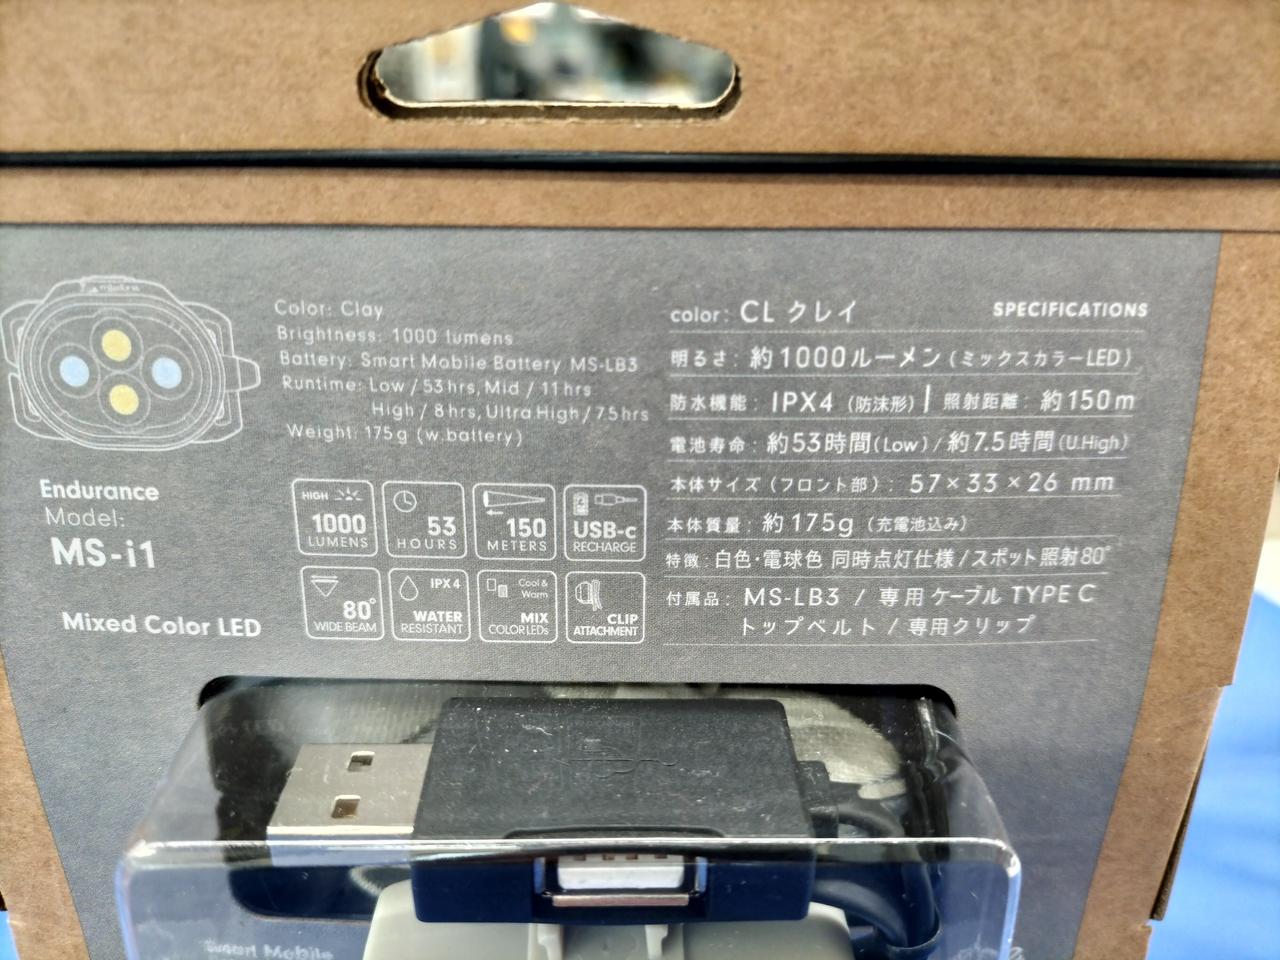 Color: Clay
Brightness: 1000 lumens
Battery: Smart Mobile Battery MS-LB3
Runtime: Low / 53 hrs, Mid / 11 hrs
High / 8 hrs, Ultra High / 7.5 hrs
Weight: 175g (w.battery)
Endurance
Model:
MS-i1
Mixed Color LED
HIGH
1000
LUMENS
53
HOURS
150
METERS
USB-c
RECHARGE
80°
WIDE BEAM
IPX4
WATER
RESISTANT
Cool &
Warm
MIX
COLOR LEDs
CLIP
ATTACHMENT
color: CL クレイ SPECIFICATIONS
明るさ: 約1000ルーメン (ミックスカラーLED)
防水機能: IPX4 (防沫形) | 照射距離: 約150m
電池寿命: 約53時間(Low) / 約7.5時間(U.High)
本体サイズ (フロント部): 57×33×26 mm
本体質量: 約175g (充電池込み)
特徴: 白色・電球色 同時点灯仕様/スポット照射80°
付属品: MS-LB3 / 専用ケーブル TYPE C
トップベルト / 専用クリップ
Smart Mobile